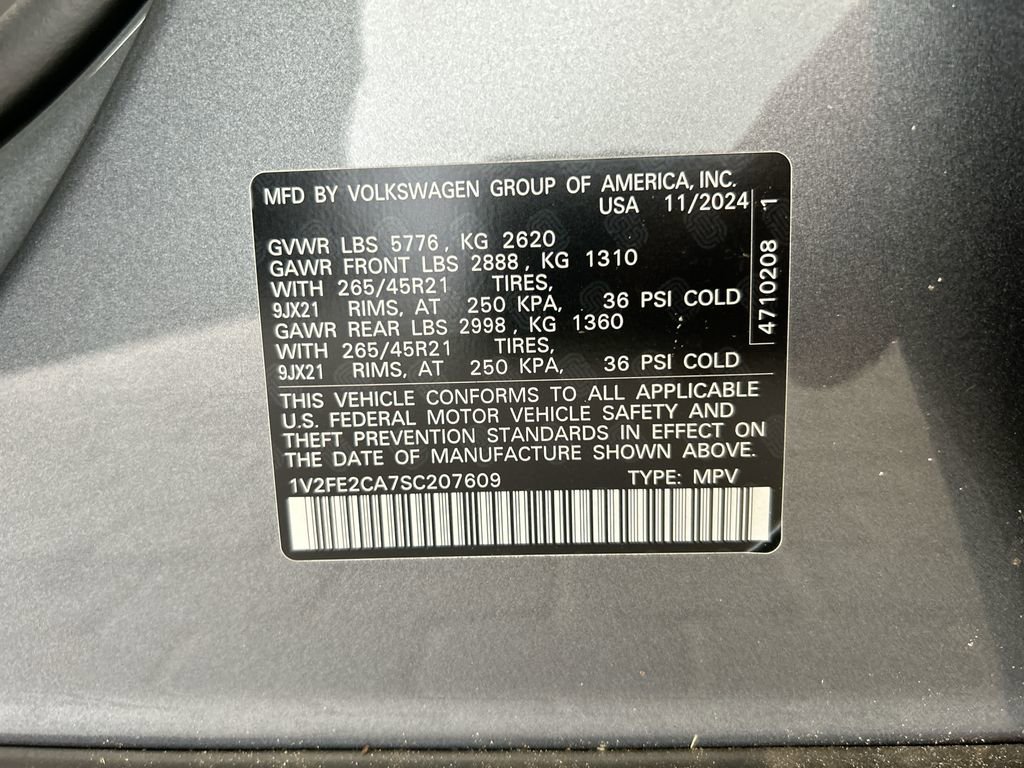 MFD BY VOLKSWAGEN GROUP OF AMERICA, INC.
USA 11/2024
GVWR LBS 5776, KG 2620
GAWR FRONT LBS 2888, KG 1310
WITH 265/45R21 TIRES,
9JX21 RIMS, AT 250 KPA, 36 PSI COLD
GAWR REAR LBS 2998, KG 1360
WITH 265/45R21 TIRES,
9JX21 RIMS, AT 250 KPA, 36 PSI COLD
4710208 1
THIS VEHICLE CONFORMS TO ALL APPLICABLE
U.S. FEDERAL MOTOR VEHICLE SAFETY AND
THEFT PREVENTION STANDARDS IN EFFECT ON
THE DATE OF MANUFACTURE SHOWN ABOVE.
1V2FE2CA7SC207609 TYPE: MPV